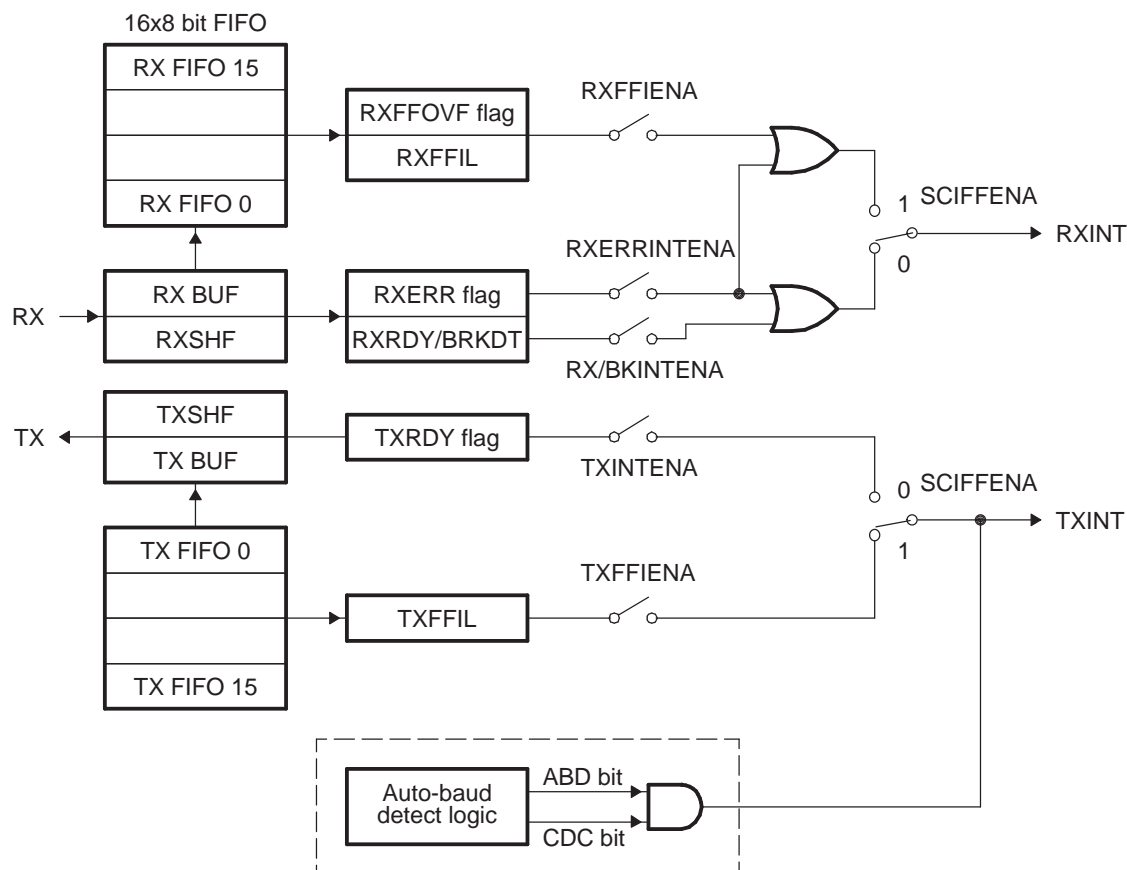 16x8 bit FIFO
RX FIFO 15
RX FIFO 0
RXFFOVF flag
RXFFIL
RXFFIENA
1
SCIFFENA
0
RXINT
RX
RX BUF
RXSHF
RXERR flag
RXRDY/BRKDT
RXERRINTENA
RX/BKINTENA
TX
TXSHF
TX BUF
TXRDY flag
TXINTENA
0
SCIFFENA
1
TXINT
TX FIFO 0
TX FIFO 15
TXFFIL
TXFFIENA
Auto-baud
detect logic
ABD bit
CDC bit